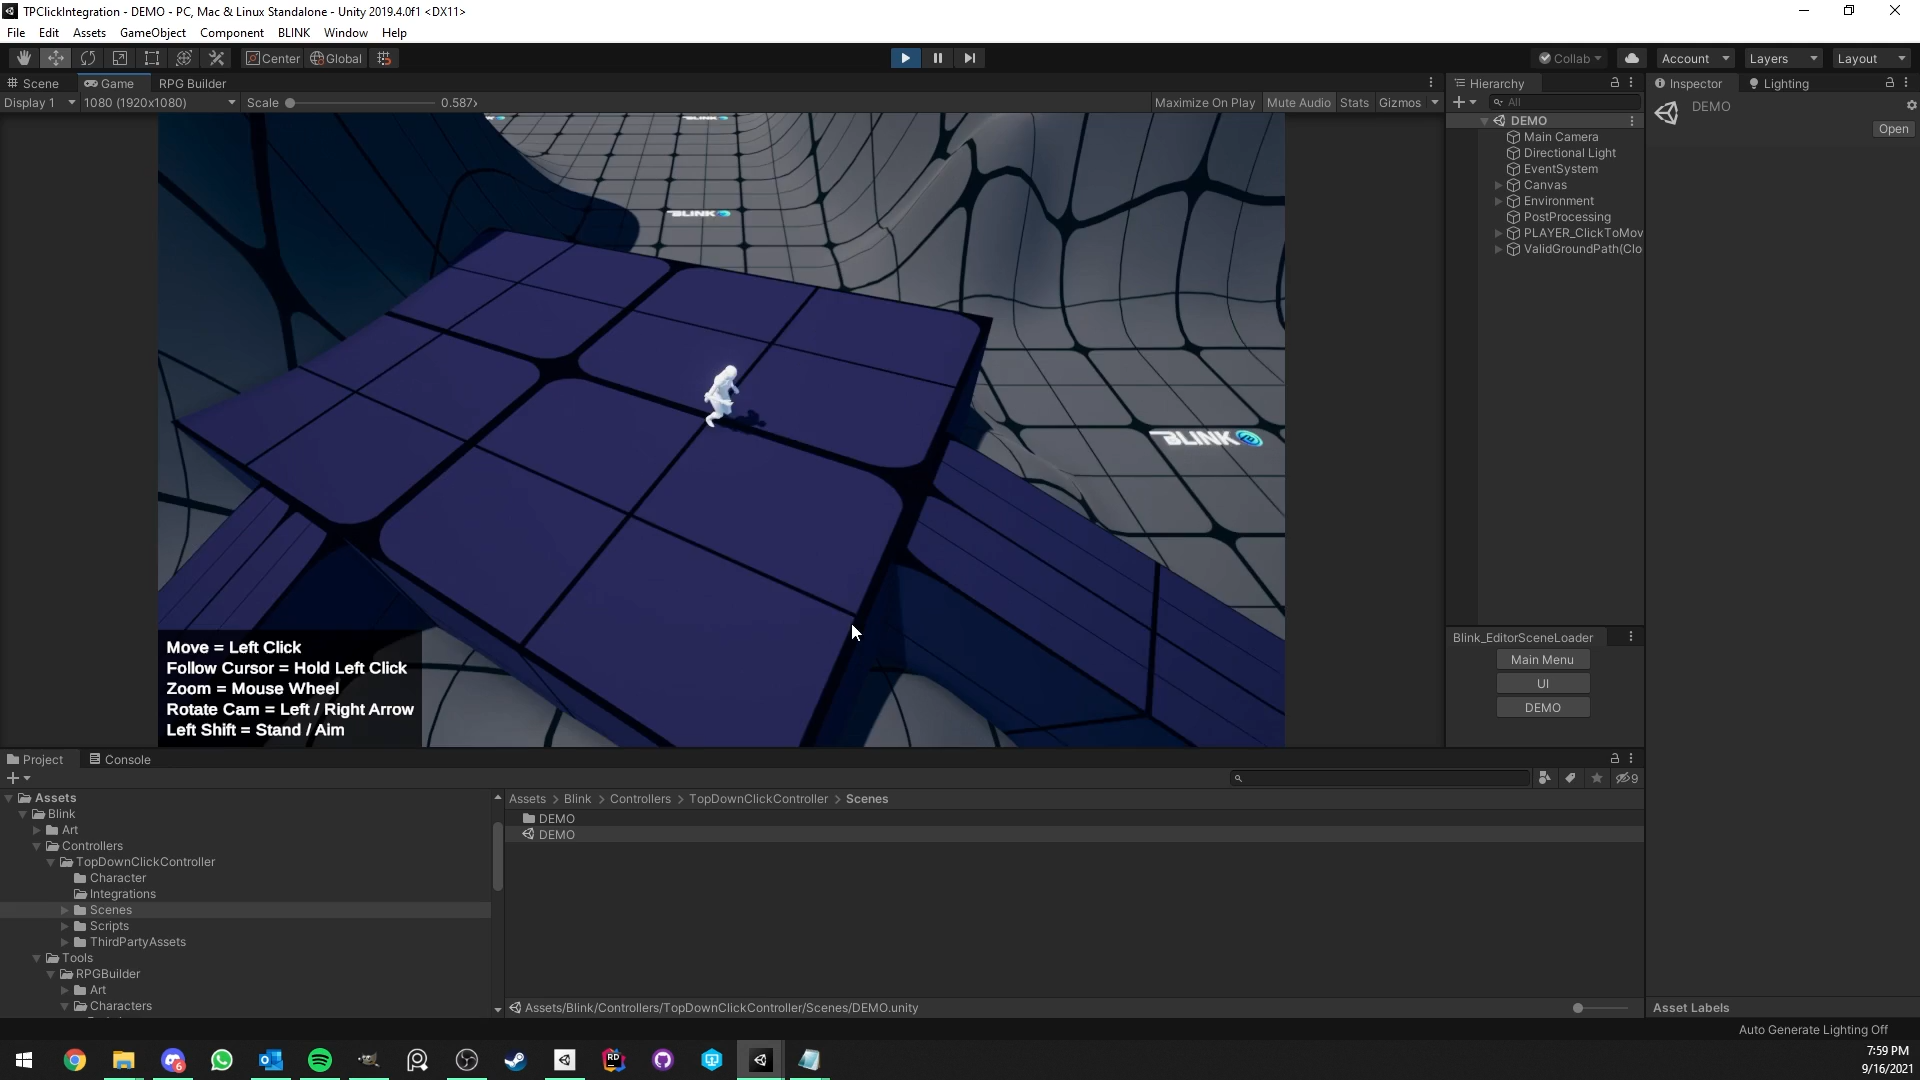 TPClickIntegration - DEMO - PC, Mac & Linux Standalone - Unity 2019.4.0f1 <DX11>
File Edit Assets GameObject Component BLINK Window Help
Center Global Collab Account Layers Layout
Scene Game RPG Builder Hierarchy Inspector Lighting
Display 1 1080 (1920x1080) Scale 0.587x Maximize On Play Mute Audio Stats Gizmos
All
DEMO
Open
DEMO
Main Camera
Directional Light
EventSystem
Canvas
Environment
PostProcessing
PLAYER_ClickToMov
ValidGroundPath(Clo
BLINK
BLINK
Move = Left Click
Follow Cursor = Hold Left Click
Zoom = Mouse Wheel
Rotate Cam = Left / Right Arrow
Left Shift = Stand / Aim
Blink_EditorSceneLoader
Main Menu
UI
DEMO
Project Console
9
Assets
Blink
Art
Controllers
TopDownClickController
Character
Integrations
Scenes
Scripts
ThirdPartyAssets
Tools
RPGBuilder
Art
Characters
Assets > Blink > Controllers > TopDownClickController > Scenes
DEMO
DEMO
Assets/Blink/Controllers/TopDownClickController/Scenes/DEMO.unity
Asset Labels
Auto Generate Lighting Off
6
RD
7:59 PM
9/16/2021